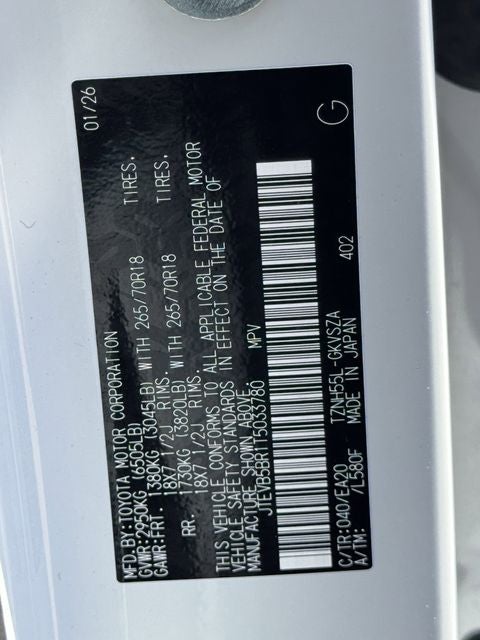 MFD.BY:TOYOTA MOTOR CORPORATION 01/26
GVWR:2950KG (6505LB)
GAWR:FRT. 1380KG (3045LB) WITH 265/70R18 TIRES.
18X7 1/2J RIMS.
RR. 1730KG (3820LB) WITH 265/70R18 TIRES.
18X7 1/2J RIMS.
THIS VEHICLE CONFORMS TO ALL APPLICABLE FEDERAL MOTOR
VEHICLE SAFETY STANDARDS IN EFFECT ON THE DATE OF
MANUFACTURE SHOWN ABOVE.
JTEVB5BR1T5033780 MPV
C/TR:040/EA20 TZNH55L-GKVSZA 402
A/TM: /L580F MADE IN JAPAN
G